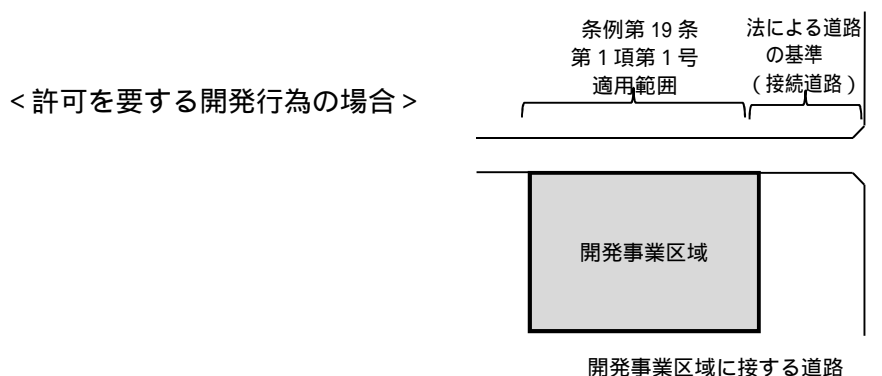 条例第 19 条
第 1 項第 1 号
適用範囲
法による道路
の基準
(接続道路)
<許可を要する開発行為の場合>
開発事業区域
開発事業区域に接する道路